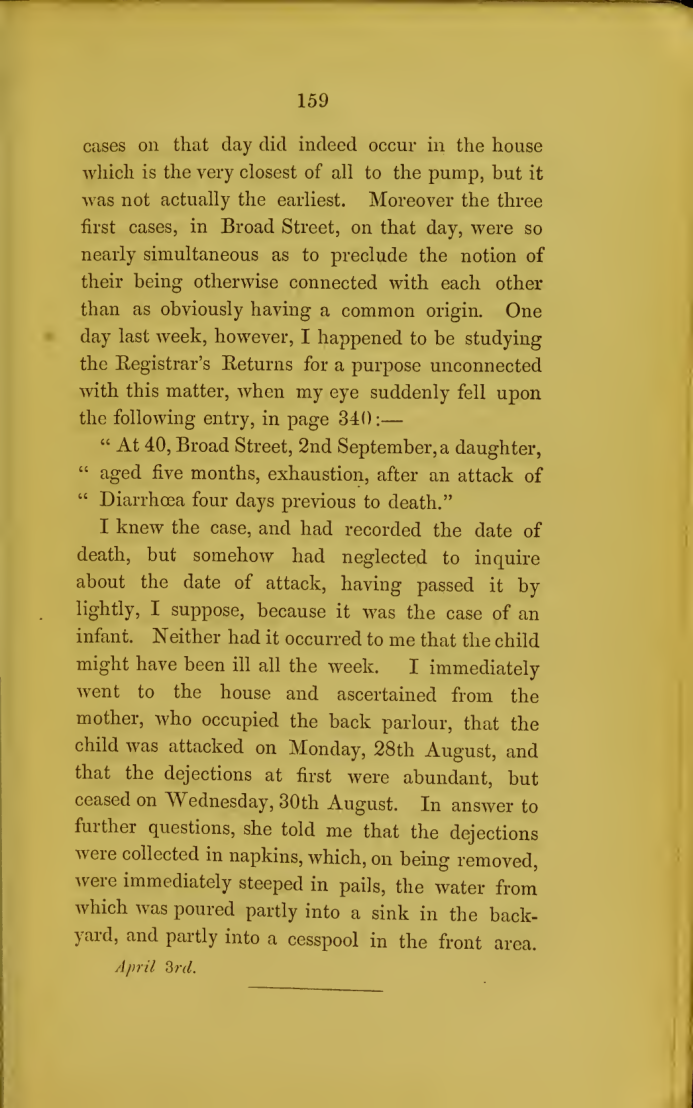 159
cases on that day did indeed occur in the house
which is the very closest of all to the pump, but it
was not actually the earliest. Moreover the three
first cases, in Broad Street, on that day, were so
nearly simultaneous as to preclude the notion of
their being otherwise connected with each other
than as obviously having a common origin. One
day last week, however, I happened to be studying
the Registrar's Returns for a purpose unconnected
with this matter, when my eye suddenly fell upon
the following entry, in page 340:—
“ At 40, Broad Street, 2nd September, a daughter,
“ aged five months, exhaustion, after an attack of
“ Diarrhœa four days previous to death.”
I knew the case, and had recorded the date of
death, but somehow had neglected to inquire
about the date of attack, having passed it by
lightly, I suppose, because it was the case of an
infant. Neither had it occurred to me that the child
might have been ill all the week. I immediately
went to the house and ascertained from the
mother, who occupied the back parlour, that the
child was attacked on Monday, 28th August, and
that the dejections at first were abundant, but
ceased on Wednesday, 30th August. In answer to
further questions, she told me that the dejections
were collected in napkins, which, on being removed,
were immediately steeped in pails, the water from
which was poured partly into a sink in the back-
yard, and partly into a cesspool in the front area.
April 3rd.